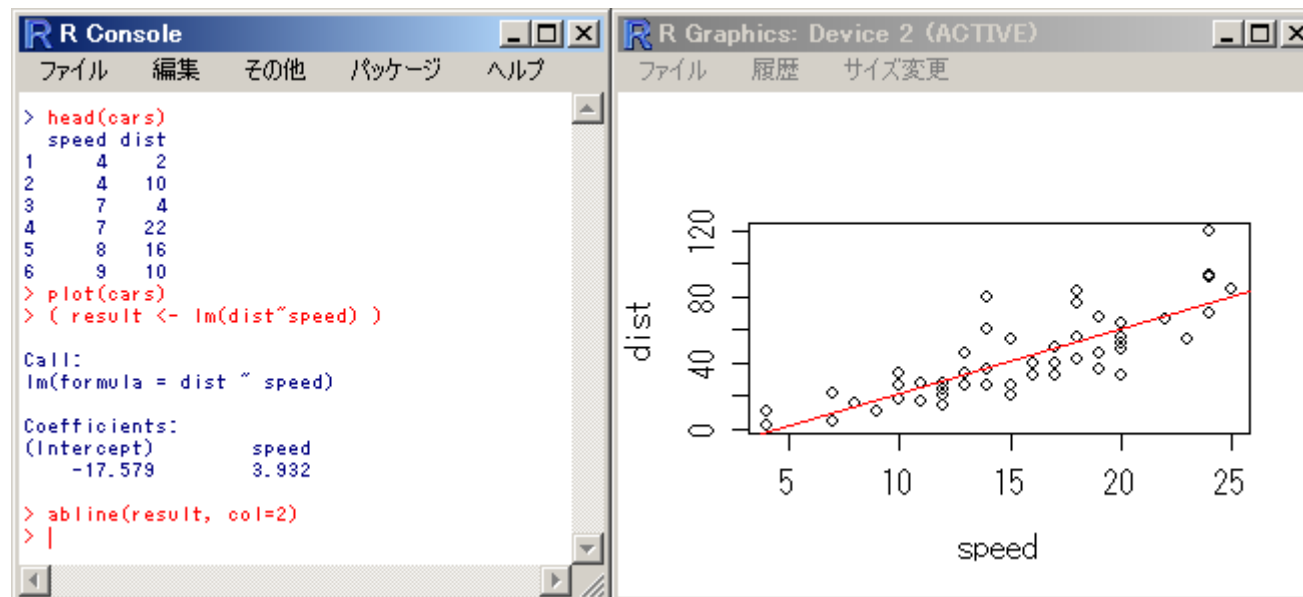 R Console
ファイル 編集 その他 パッケージ ヘルプ
> head(cars)
speed dist
1 4 2
2 4 10
3 7 4
4 7 22
5 8 16
6 9 10
> plot(cars)
> ( result <- lm(dist~speed) )
Call:
lm(formula = dist ~ speed)
Coefficients:
(Intercept) speed
-17.579 3.932
> abline(result, col=2)
>
R Graphics: Device 2 (ACTIVE)
ファイル 履歴 サイズ変更
dist
0 40 80 120
5 10 15 20 25
speed